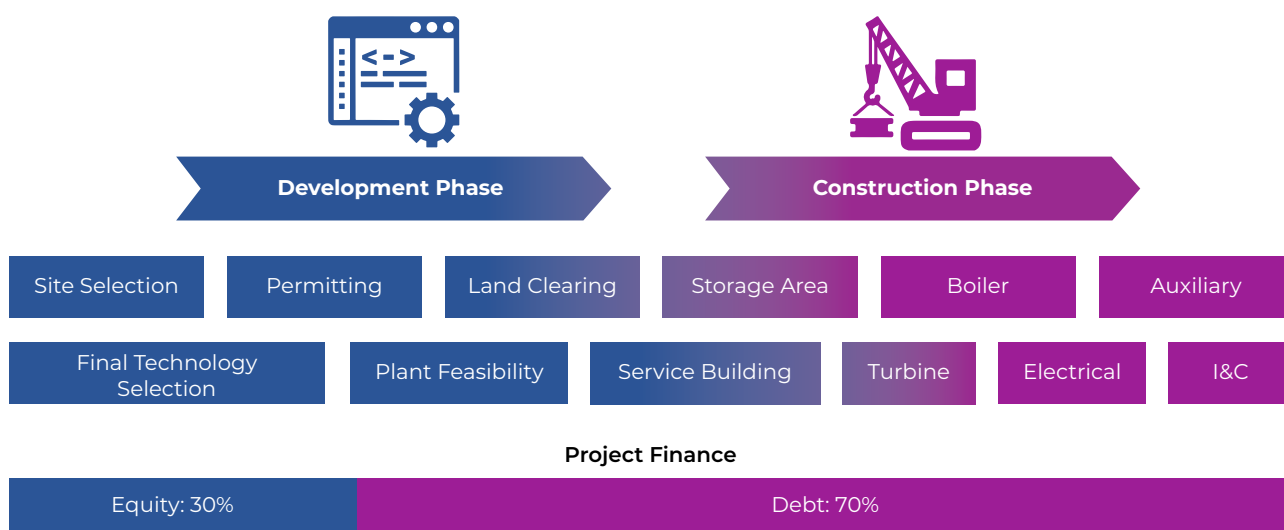 <->
Development Phase
Construction Phase
Site Selection
Permitting
Land Clearing
Storage Area
Boiler
Auxiliary
Final Technology
Selection
Plant Feasibility
Service Building
Turbine
Electrical
I&C
Project Finance
Equity: 30%
Debt: 70%